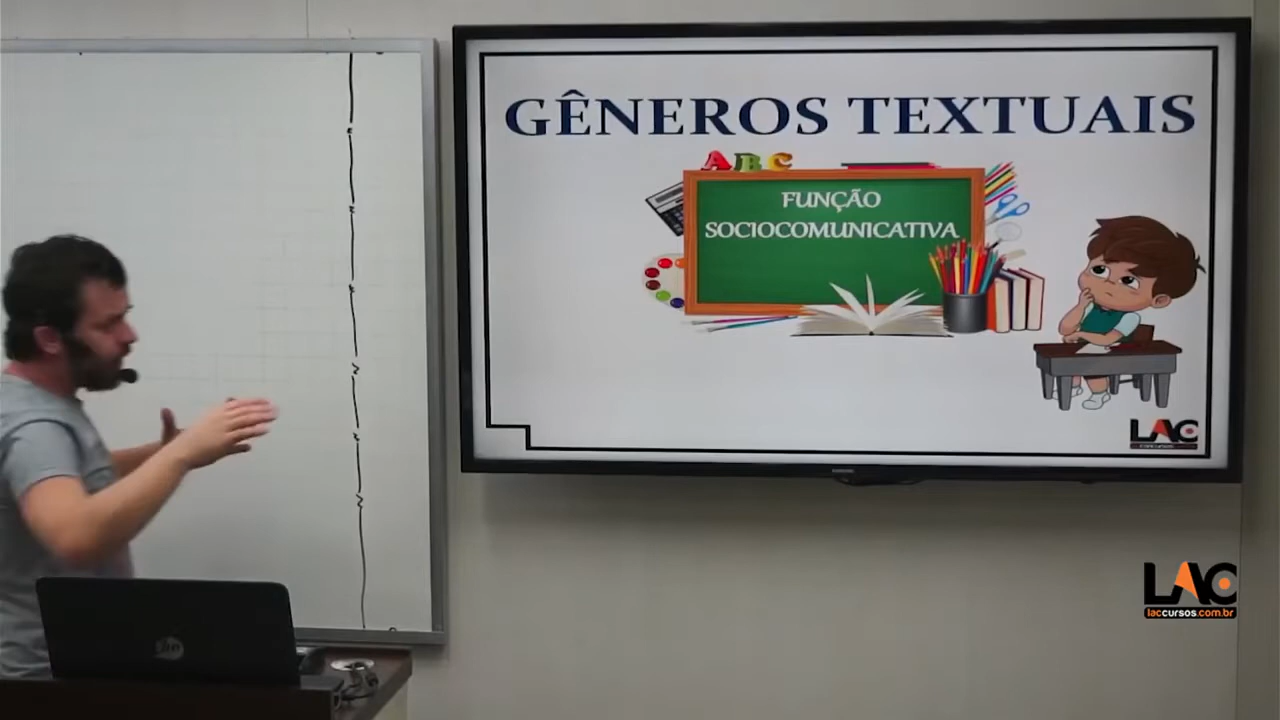 GÊNEROS TEXTUAIS
ABC
FUNÇÃO
SOCIOCOMUNICATIVA
LAC
LAC
laccursos.com.br